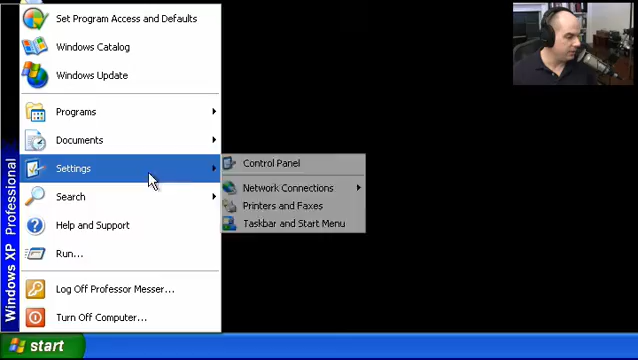 Set Program Access and Defaults
Windows Catalog
Windows Update
Programs
Documents
Settings
Search
Help and Support
Run...
Log Off Professor Messer...
Turn Off Computer...
Control Panel
Network Connections
Printers and Faxes
Taskbar and Start Menu
Windows XP Professional
start